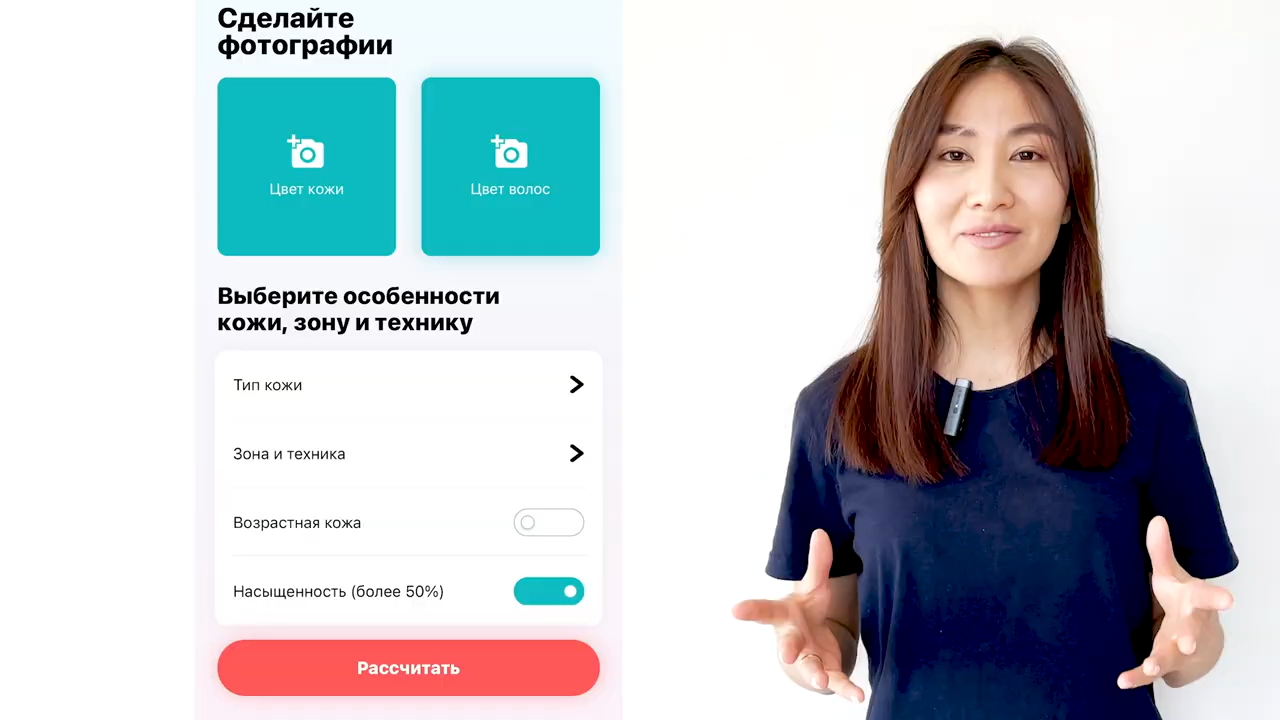 Сделайте
фотографии
Цвет кожи
Цвет волос
Выберите особенности
кожи, зону и технику
Тип кожи
Зона и техника
Возрастная кожа
Насыщенность (более 50%)
Рассчитать